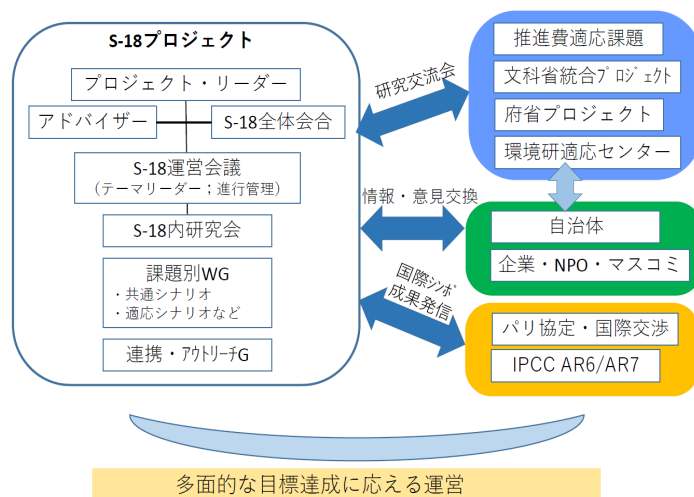 S-18プロジェクト
プロジェクト・リーダー
アドバイザー
S-18全体会合
S-18運営会議
（テーマリーダー；進行管理）
S-18内研究会
課題別WG
・共通シナリオ
・適応シナリオなど
連携・ｱｳﾄﾘｰﾁG
研究交流会
情報・意見交換
国際ｼﾝﾎﾟ
成果発信
推進費適応課題
文科省統合ﾌﾟﾛｼﾞｪｸﾄ
府省プロジェクト
環境研適応センター
自治体
企業・NPO・マスコミ
パリ協定・国際交渉
IPCC AR6/AR7
多面的な目標達成に応える運営